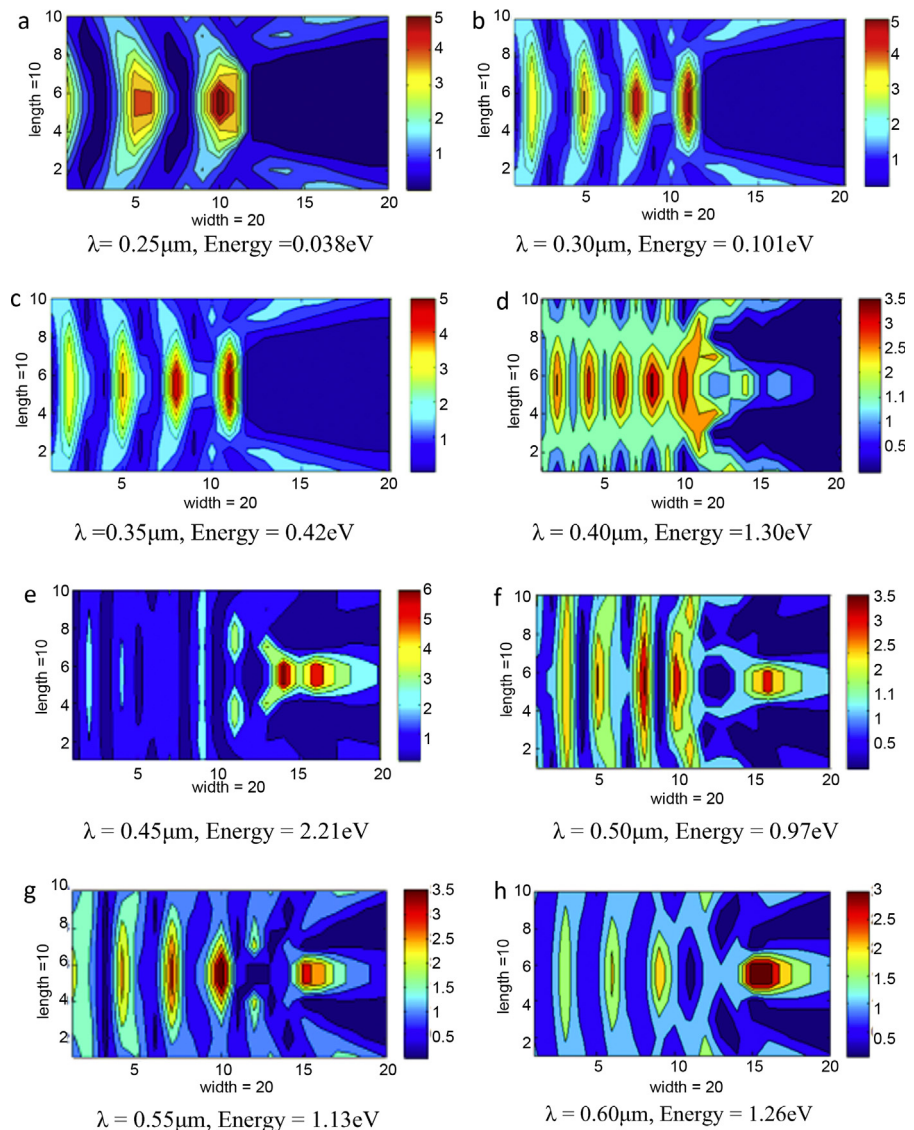 a
length =10
10
8
6
4
2
5 10 15 20
width = 20
5
4
3
2
1
λ= 0.25µm, Energy =0.038eV
b
length =10
10
8
6
4
2
5 10 15 20
width = 20
5
4
3
2
1
λ = 0.30µm, Energy = 0.101eV
c
length =10
10
8
6
4
2
5 10 15 20
width = 20
5
4
3
2
1
λ =0.35µm, Energy = 0.42eV
d
length =10
10
8
6
4
2
5 10 15 20
width = 20
3.5
3
2.5
2
1.5
1
0.5
λ = 0.40µm, Energy =1.30eV
e
length =10
10
8
6
4
2
5 10 15 20
width = 20
6
5
4
3
2
1
λ = 0.45µm, Energy = 2.21eV
f
length =10
10
8
6
4
2
5 10 15 20
width = 20
3.5
3
2.5
2
1.1
1
0.5
λ = 0.50µm, Energy = 0.97eV
g
length =10
10
8
6
4
2
5 10 15 20
width = 20
3.5
3
2.5
2
1.5
1
0.5
λ = 0.55µm, Energy = 1.13eV
h
length =10
10
8
6
4
2
5 10 15 20
width = 20
3
2.5
2
1.5
1
0.5
λ = 0.60µm, Energy = 1.26eV